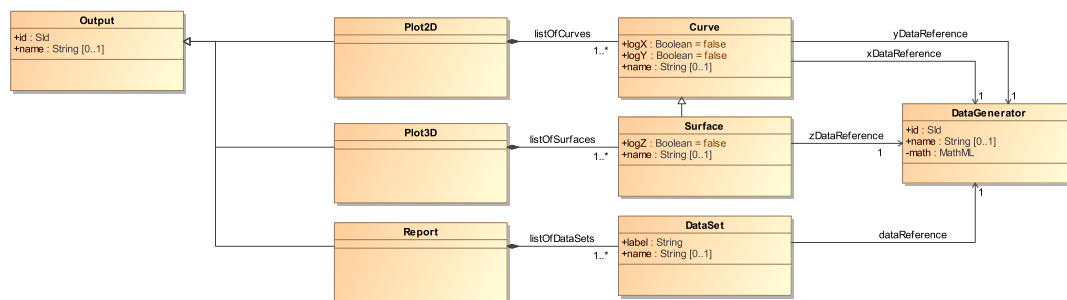 Output
+id : SId
+name : String [0..1]
Plot2D
listOfCurves
1..*
Curve
+logX : Boolean = false
+logY : Boolean = false
+name : String [0..1]
yDataReference
xDataReference
1
1
DataGenerator
+id : SId
+name : String [0..1]
-math : MathML
Plot3D
listOfSurfaces
1..*
Surface
+logZ : Boolean = false
+name : String [0..1]
zDataReference
1
Report
listOfDataSets
1..*
DataSet
+label : String
+name : String [0..1]
dataReference
1